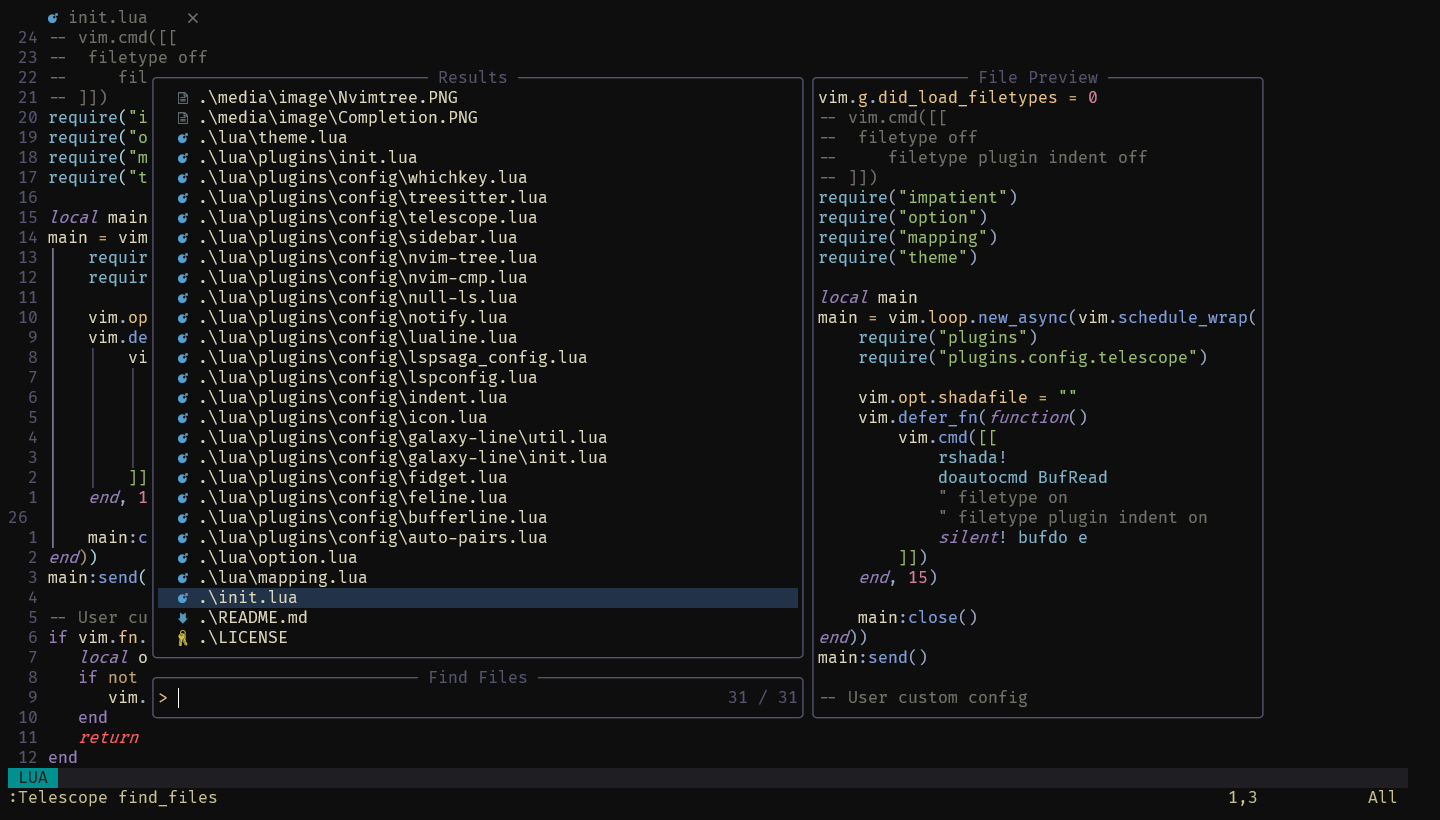 init.lua ×
24 -- vim.cmd([[
23 --  filetype off
22 --     fil
21 -- ]])
20 require("i
19 require("o
18 require("m
17 require("t
16
15 local main
14 main = vim
13     requir
12     requir
11
10     vim.op
9     vim.de
8         vi
7
6
5
4
3
2         ]]
1     end, 1
26
1     main:c
2 end))
3 main:send(
4
5 -- User cu
6 if vim.fn.
7    local o
8    if not
9       vim.
10    end
11    return
12 end
Results
.\media\image\Nvimtree.PNG
.\media\image\Completion.PNG
.\lua\theme.lua
.\lua\plugins\init.lua
.\lua\plugins\config\whichkey.lua
.\lua\plugins\config\treesitter.lua
.\lua\plugins\config\telescope.lua
.\lua\plugins\config\sidebar.lua
.\lua\plugins\config\nvim-tree.lua
.\lua\plugins\config\nvim-cmp.lua
.\lua\plugins\config\null-ls.lua
.\lua\plugins\config\notify.lua
.\lua\plugins\config\lualine.lua
.\lua\plugins\config\lspsaga_config.lua
.\lua\plugins\config\lspconfig.lua
.\lua\plugins\config\indent.lua
.\lua\plugins\config\icon.lua
.\lua\plugins\config\galaxy-line\util.lua
.\lua\plugins\config\galaxy-line\init.lua
.\lua\plugins\config\fidget.lua
.\lua\plugins\config\feline.lua
.\lua\plugins\config\bufferline.lua
.\lua\plugins\config\auto-pairs.lua
.\lua\option.lua
.\lua\mapping.lua
.\init.lua
.\README.md
.\LICENSE
Find Files
> 31 / 31
File Preview
vim.g.did_load_filetypes = 0
-- vim.cmd([[
--  filetype off
--     filetype plugin indent off
-- ]])
require("impatient")
require("option")
require("mapping")
require("theme")

local main
main = vim.loop.new_async(vim.schedule_wrap(
    require("plugins")
    require("plugins.config.telescope")

    vim.opt.shadafile = ""
    vim.defer_fn(function()
        vim.cmd([[
            rshada!
            doautocmd BufRead
            " filetype on
            " filetype plugin indent on
            silent! bufdo e
        ]])
    end, 15)

    main:close()
end))
main:send()

-- User custom config
LUA
:Telescope find_files 1,3 All